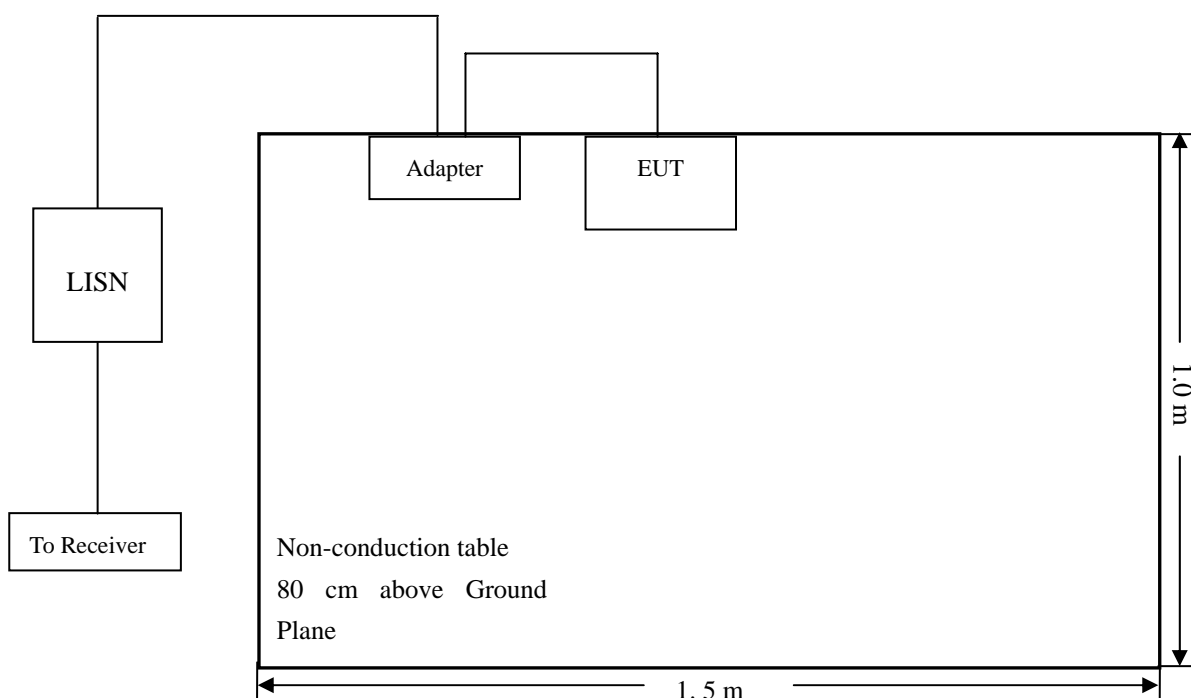 Adapter
EUT
LISN
1.0 m
To Receiver
Non-conduction table
80 cm above Ground
Plane
1. 5 m